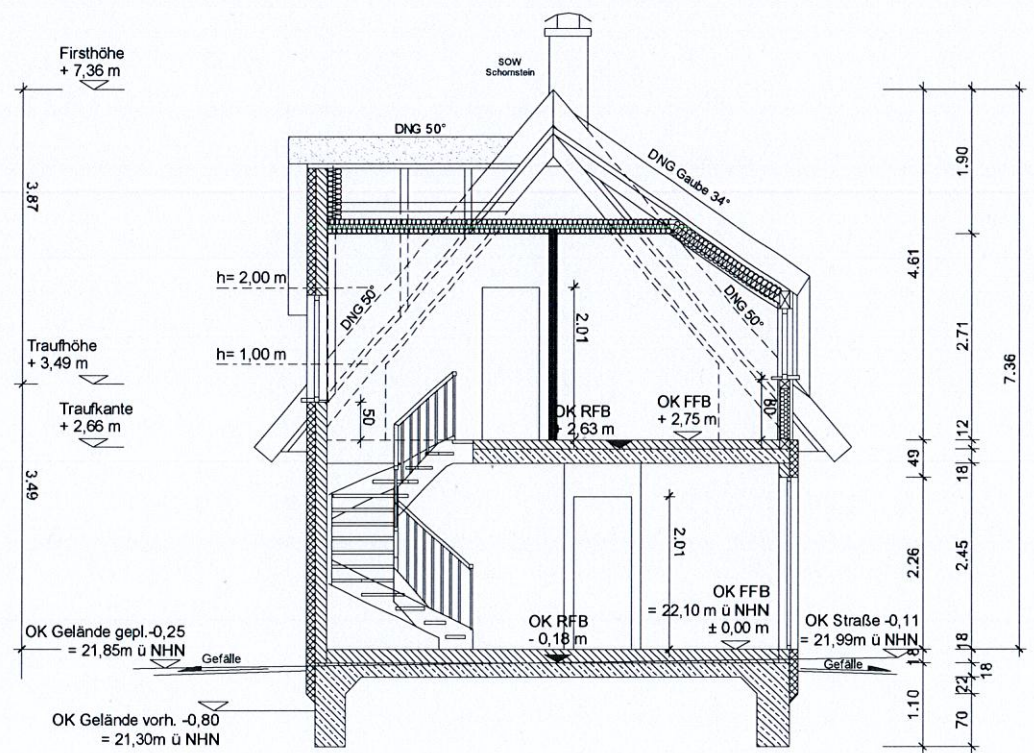 Firsthöhe
+ 7,36 m
SOW
Schornstein
DNG 50°
DNG Gaube 34°
3.87
1.90
4.61
h= 2,00 m
DNG 50°
DNG 50°
2.01
2.71
7.36
Traufhöhe
+ 3,49 m
h= 1,00 m
Traufkante
+ 2,66 m
50
OK RFB
+ 2,63 m
OK FFB
+ 2,75 m
80
12
49
18
3.49
2.01
2.26
2.45
OK FFB
= 22,10 m ü NHN
± 0,00 m
OK RFB
- 0,18 m
OK Gelände gepl.-0,25
= 21,85m ü NHN
OK Straße -0,11
= 21,99m ü NHN
Gefälle
Gefälle
18
18
18
22
1.10
70
OK Gelände vorh. -0,80
= 21,30m ü NHN